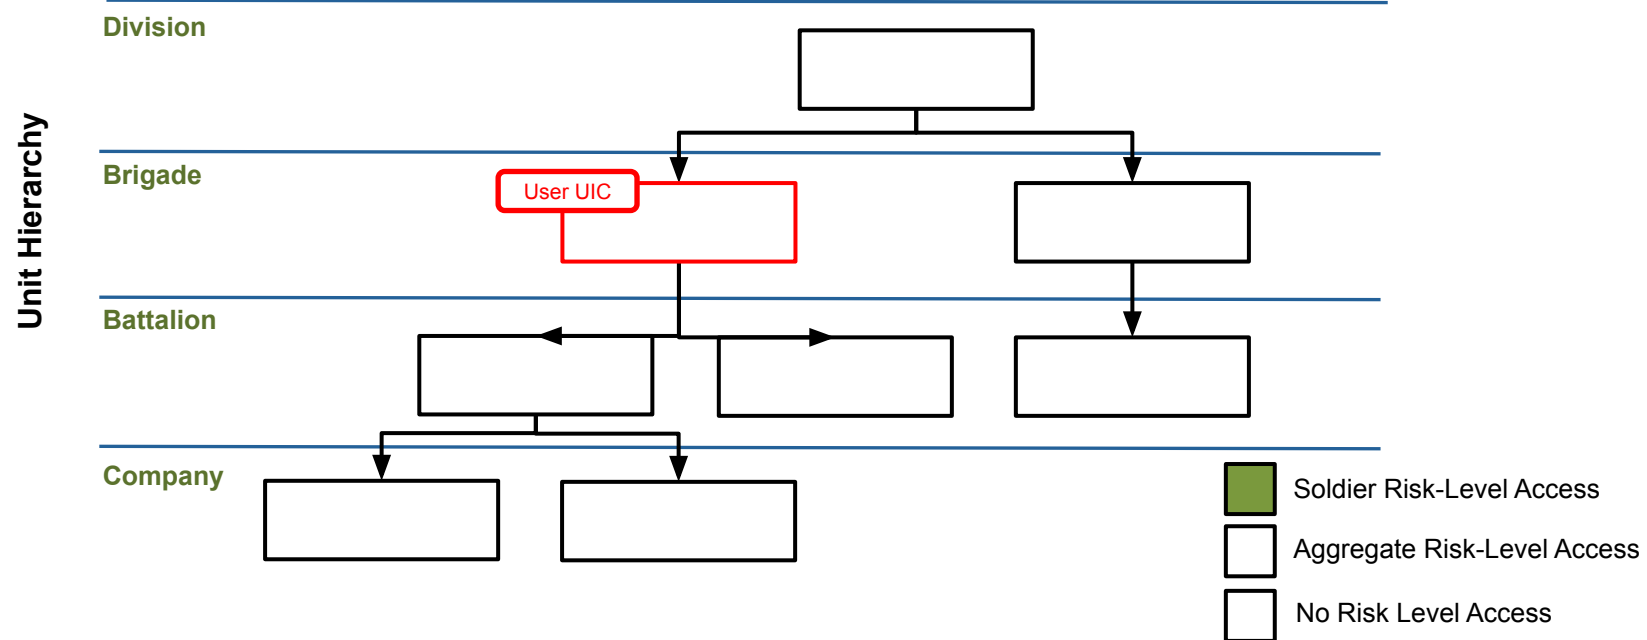 Unit Hierarchy
Division
Brigade
User UIC
Battalion
Company
Soldier Risk-Level Access
Aggregate Risk-Level Access
No Risk Level Access